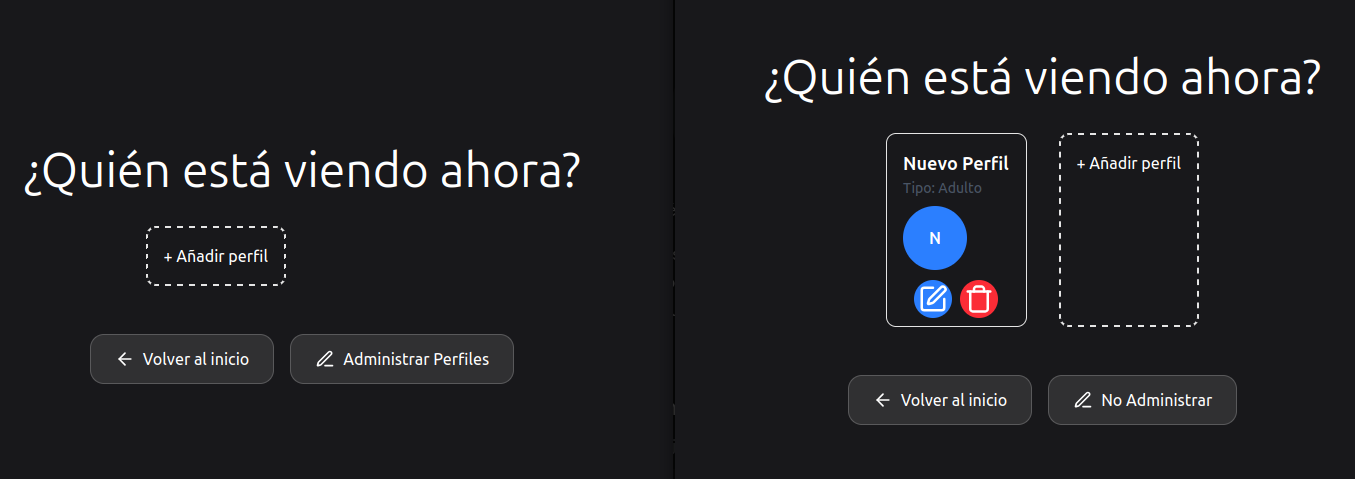 ¿Quién está viendo ahora?
+ Añadir perfil
Volver al inicio
Administrar Perfiles
¿Quién está viendo ahora?
Nuevo Perfil
Tipo: Adulto
N
+ Añadir perfil
Volver al inicio
No Administrar